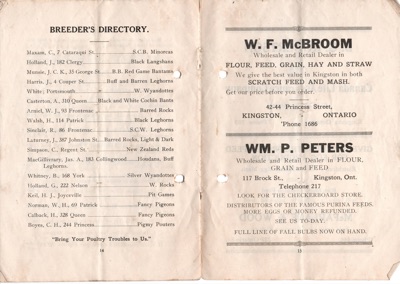 BREEDER'S DIRECTORY.
Manam, C., 7 Cataraqui St. S.C.B. Minorcas
Holland, J., 182 Clergy Black Langshans
Munsie, J. C. K., 35 George St. B.B. Red Game Bantams
Harris, J., 4 Cooper St. Buff and Barren Leghorns
White; Portsmouth W. Wyandottes
Casterton, A., 310 Queen Black and White Cochin Bants
Arniel, W. J., 93 Frontenac Barred Rocks
Walsh, H., 114 Patrick Black Leghorns
Sinclair, R., 86 Frontenac S.C.W. Leghorns
Laturney, J., 387 Johnston St. Barred Rocks, Light & Dark
Simpson, C., Regent St. New Zealand Reds
MacGillivray, Jas. A., 183 Collingwood Houdans, Buff
Leghorns.
Whitney, B., 168 York Silver Wyandottes
Holland, G., 222 Nelson W. Rocks
Keil, H. J., Joyceville Pit Games
Norman, W., H., 69 Patrick Fancy Pigeons
Callback, H., 328 Queen Fancy Pigeons
Boyes, C. H., 244 Princess Pigmy Pouters
"Bring Your Poultry Troubles to Us."
W. F. McBROOM
Wholesale and Retail Dealer in
FLOUR, FEED, GRAIN, HAY AND STRAW
We give the best value in Kingston in both
SCRATCH FEED AND MASH.
Get our price before you order.
42-44 Princess Street,
KINGSTON, ONTARIO
'Phone 1686
WM. P. PETERS
Wholesale and Retail Dealer in FLOUR,
GRAIN and FEED
117 Brock St., Kingston, Ont.
Telephone 217
LOOK FOR THE CHECKERBOARD STORE.
DISTRIBUTORS OF THE FAMOUS PURINA FEEDS.
MORE EGGS OR MONEY REFUNDED.
SEE US TO-DAY.
FULL LINE OF FALL BULBS NOW ON HAND.